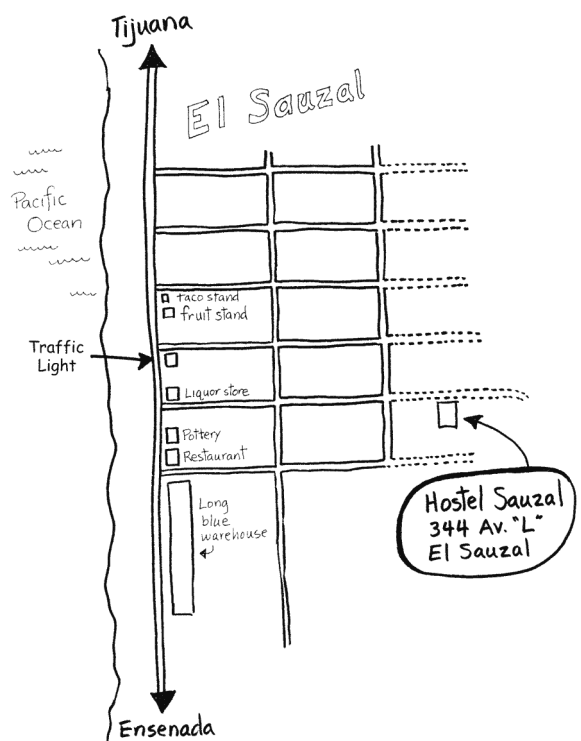 Tijuana
El Sauzal
Pacific
Ocean
taco stand
fruit stand
Traffic
Light
Liquor store
Pottery
Restaurant
Hostel Sauzal
344 Av. "L"
El Sauzal
Long
blue
warehouse
Ensenada